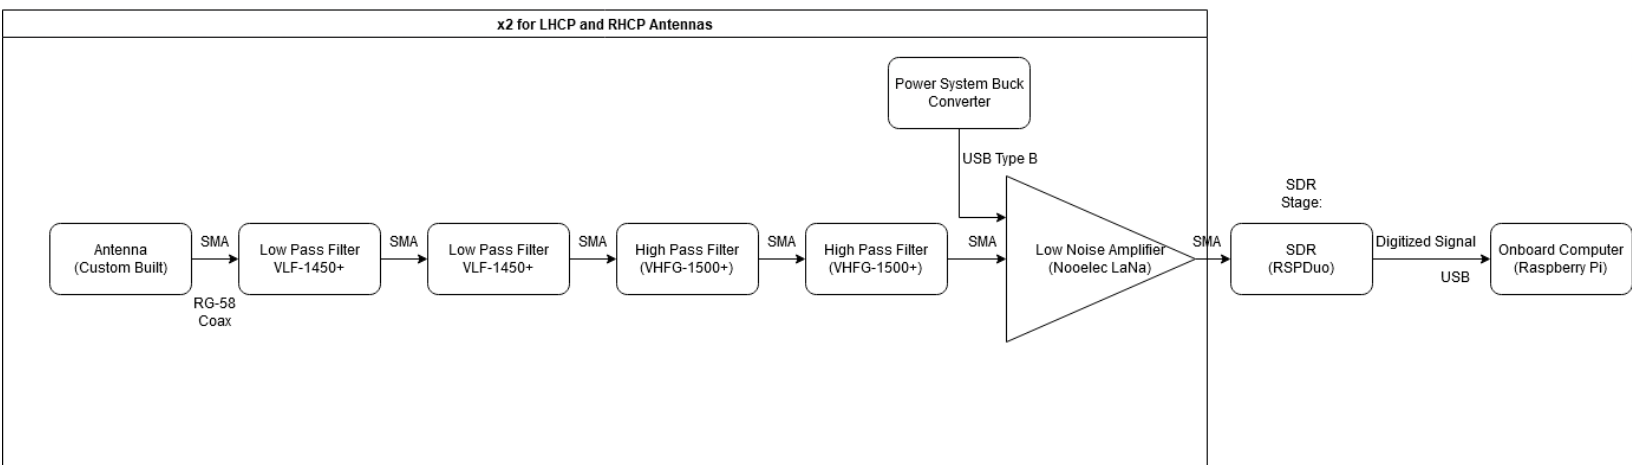 x2 for LHCP and RHCP Antennas
Power System Buck
Converter
USB Type B
Antenna
(Custom Built)
SMA
RG-58
Coax
Low Pass Filter
VLF-1450+
SMA
Low Pass Filter
VLF-1450+
SMA
High Pass Filter
(VHFG-1500+)
SMA
High Pass Filter
(VHFG-1500+)
SMA
Low Noise Amplifier
(Nooelec LaNa)
SMA
SDR
Stage:
SDR
(RSPDuo)
Digitized Signal
USB
Onboard Computer
(Raspberry Pi)